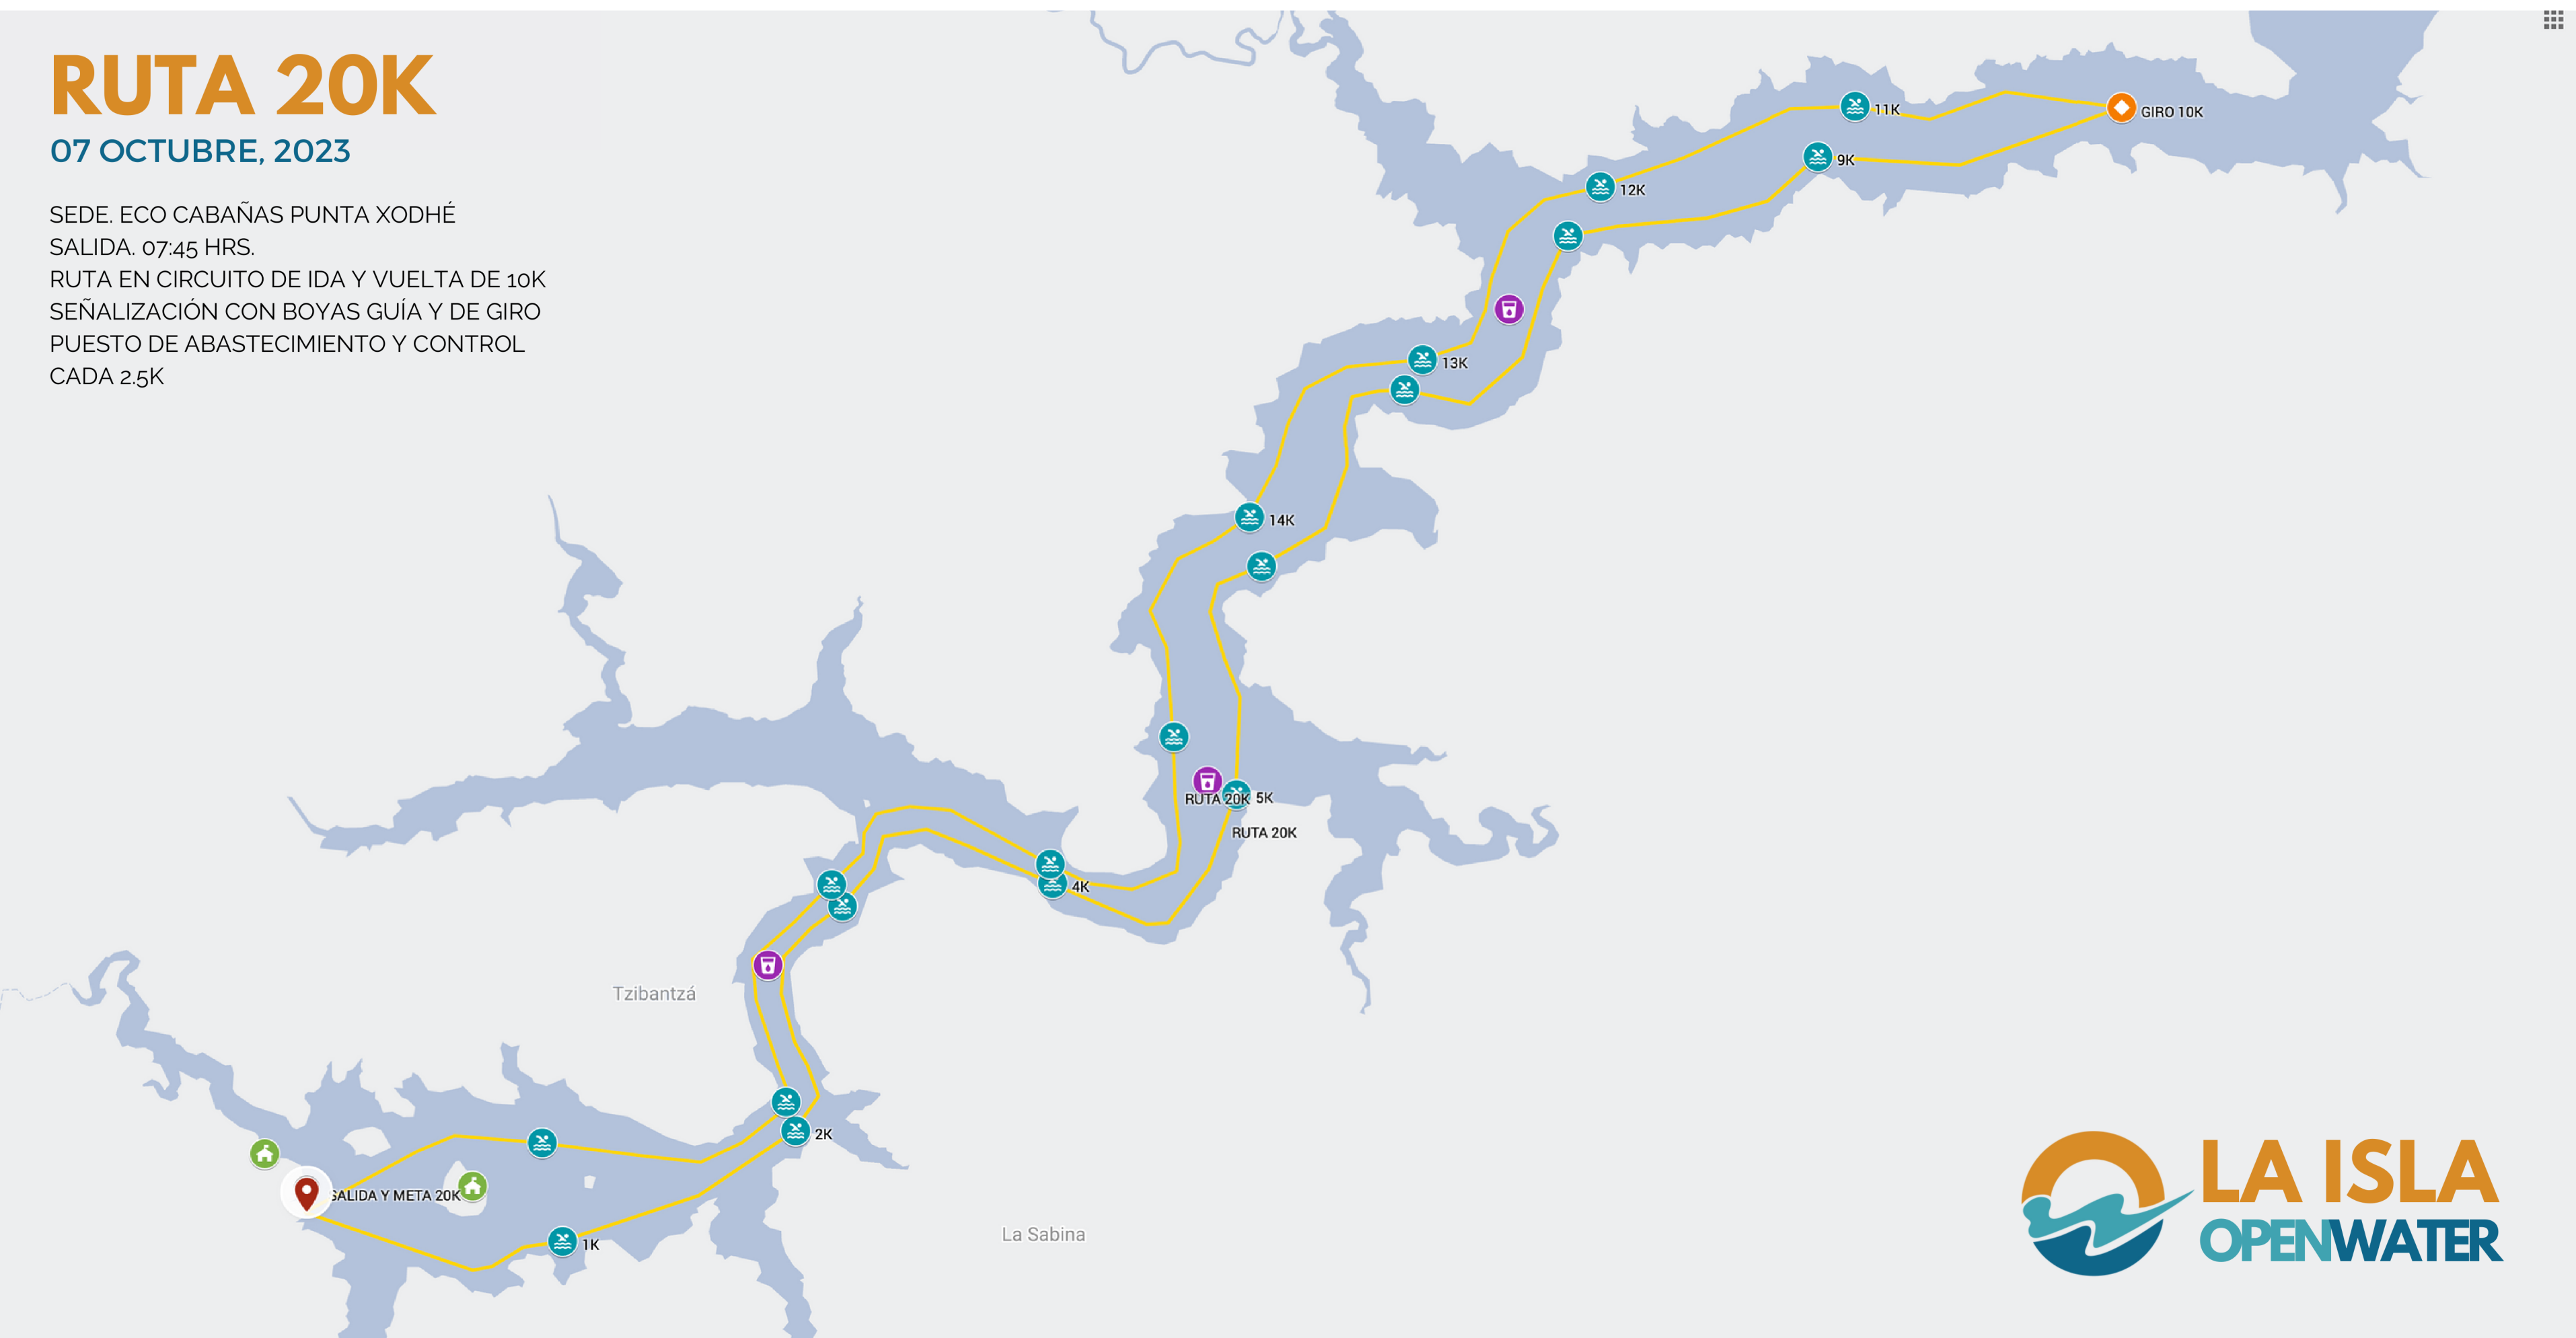 RUTA 20K
07 OCTUBRE, 2023
SEDE. ECO CABAÑAS PUNTA XODHÉ
SALIDA. 07:45 HRS.
RUTA EN CIRCUITO DE IDA Y VUELTA DE 10K
SEÑALIZACIÓN CON BOYAS GUÍA Y DE GIRO
PUESTO DE ABASTECIMIENTO Y CONTROL
CADA 2.5K
11K
GIRO 10K
9K
12K
13K
14K
RUTA 20K
5K
RUTA 20K
4K
Tzibantzá
2K
SALIDA Y META 20K
1K
La Sabina
LA ISLA
OPENWATER